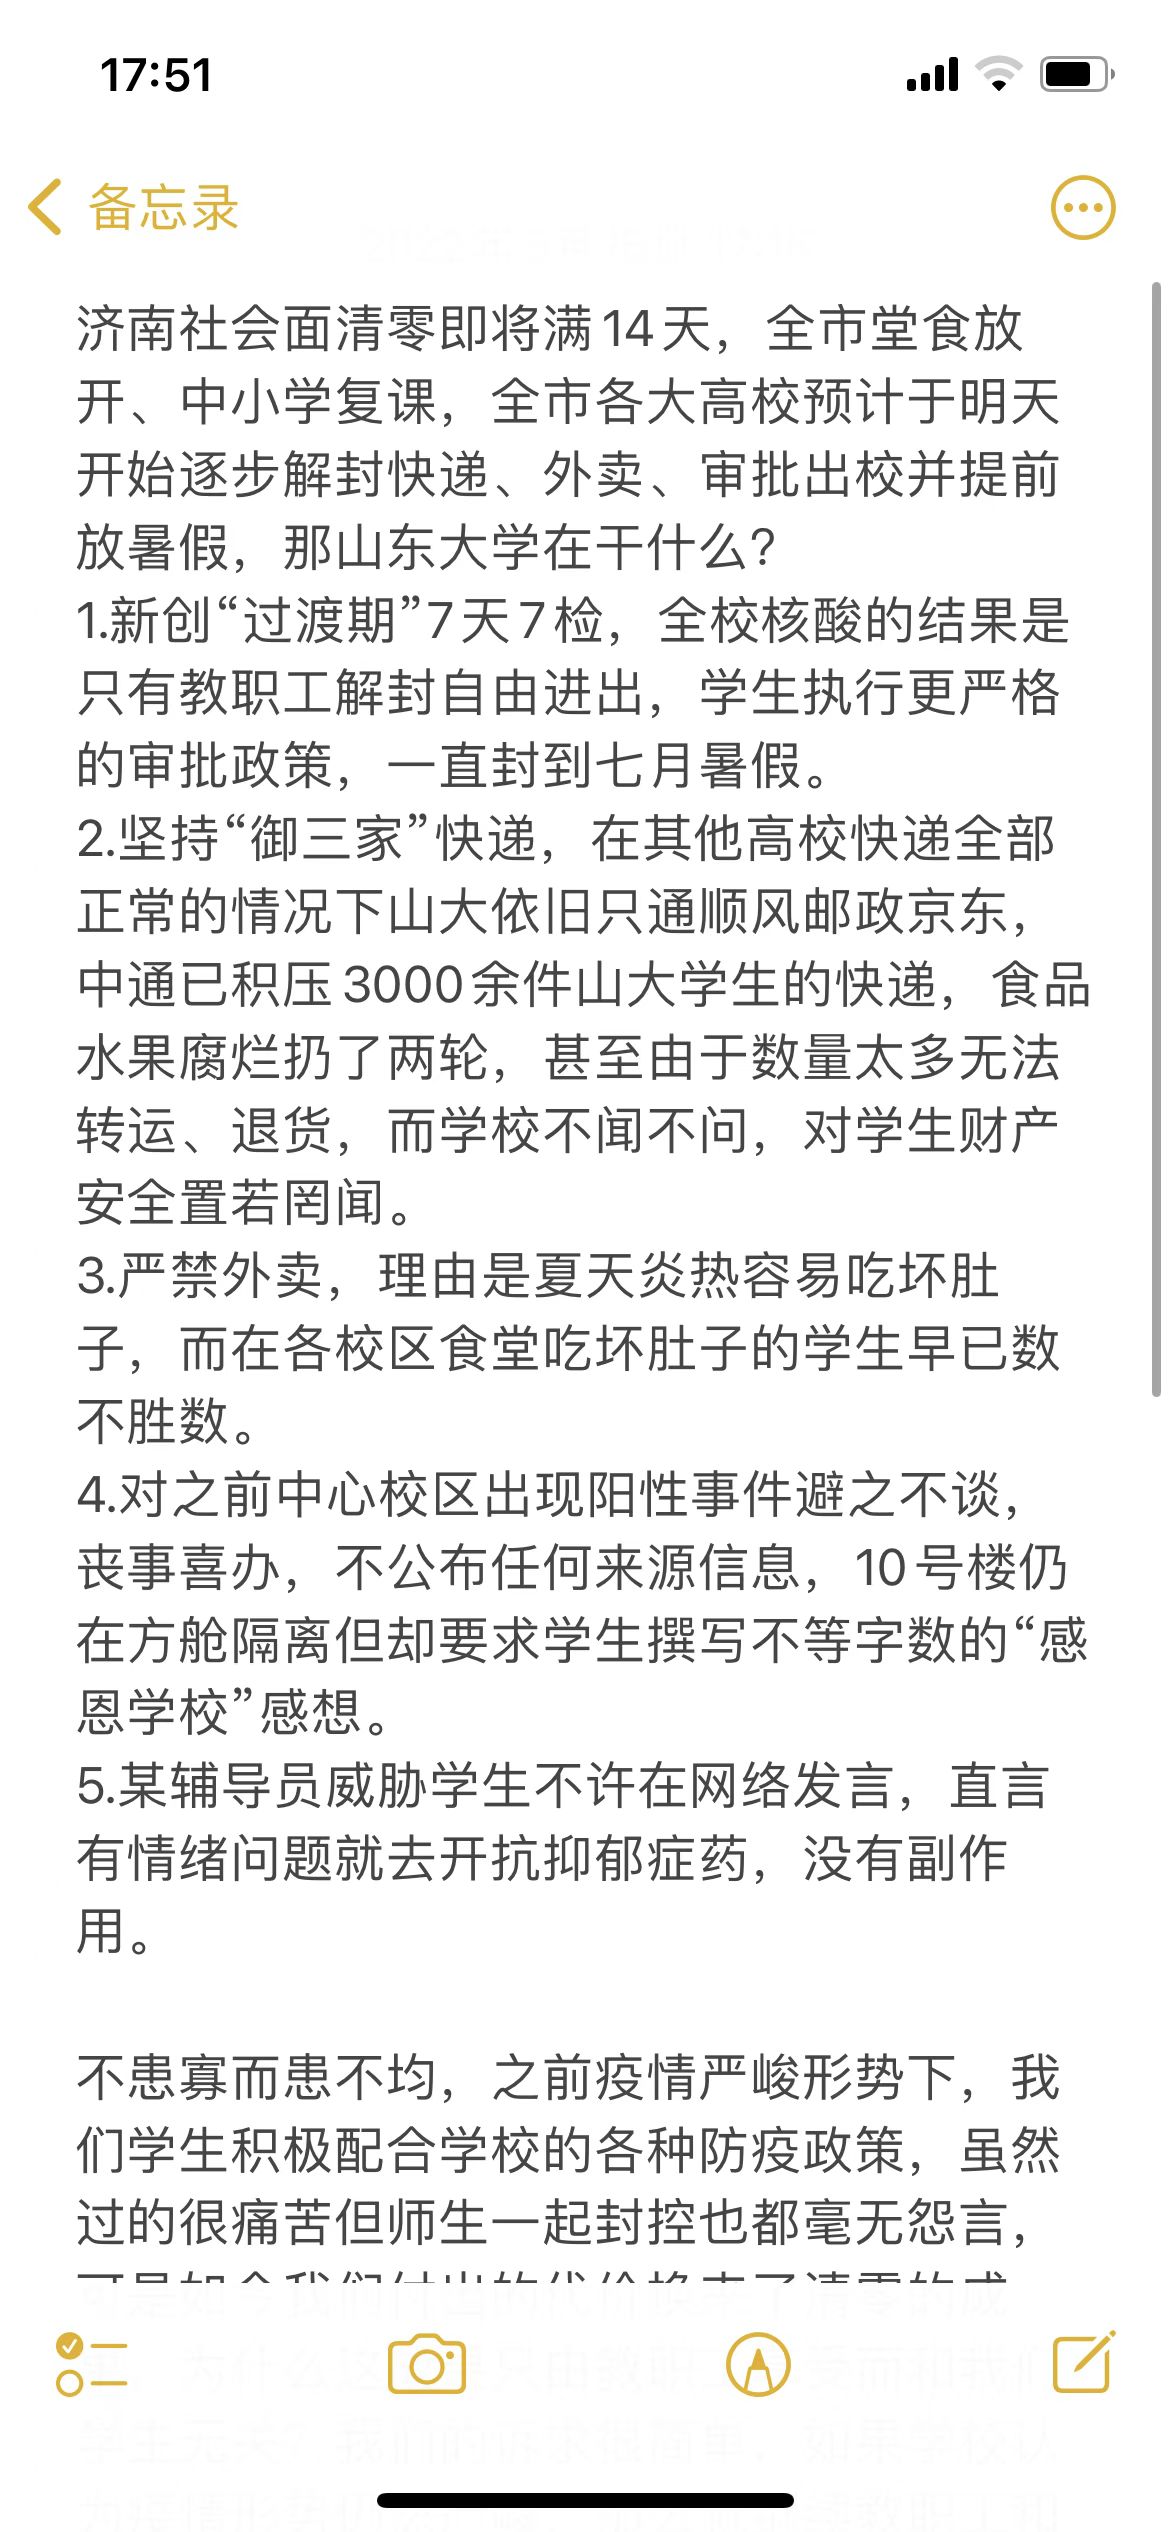 17:51
备忘录
济南社会面清零即将满14天，全市堂食放
开、中小学复课，全市各大高校预计于明天
开始逐步解封快递、外卖、审批出校并提前
放暑假，那山东大学在干什么?
1.新创“过渡期”7天7检，全校核酸的结果是
只有教职工解封自由进出，学生执行更严格
的审批政策，一直封到七月暑假。
2.坚持“御三家”快递，在其他高校快递全部
正常的情况下山大依旧只通顺风邮政京东，
中通已积压3000余件山大学生的快递，食品
水果腐烂扔了两轮，甚至由于数量太多无法
转运、退货，而学校不闻不问，对学生财产
安全置若罔闻。
3.严禁外卖，理由是夏天炎热容易吃坏肚
子，而在各校区食堂吃坏肚子的学生早已数
不胜数。
4.对之前中心校区出现阳性事件避之不谈，
丧事喜办，不公布任何来源信息，10号楼仍
在方舱隔离但却要求学生撰写不等字数的“感
恩学校”感想。
5.某辅导员威胁学生不许在网络发言，直言
有情绪问题就去开抗抑郁症药，没有副作
用。
不患寡而患不均，之前疫情严峻形势下，我
们学生积极配合学校的各种防疫政策，虽然
过的很痛苦但师生一起封控也都毫无怨言，
可是如今我们付出的代价换来了清零的成